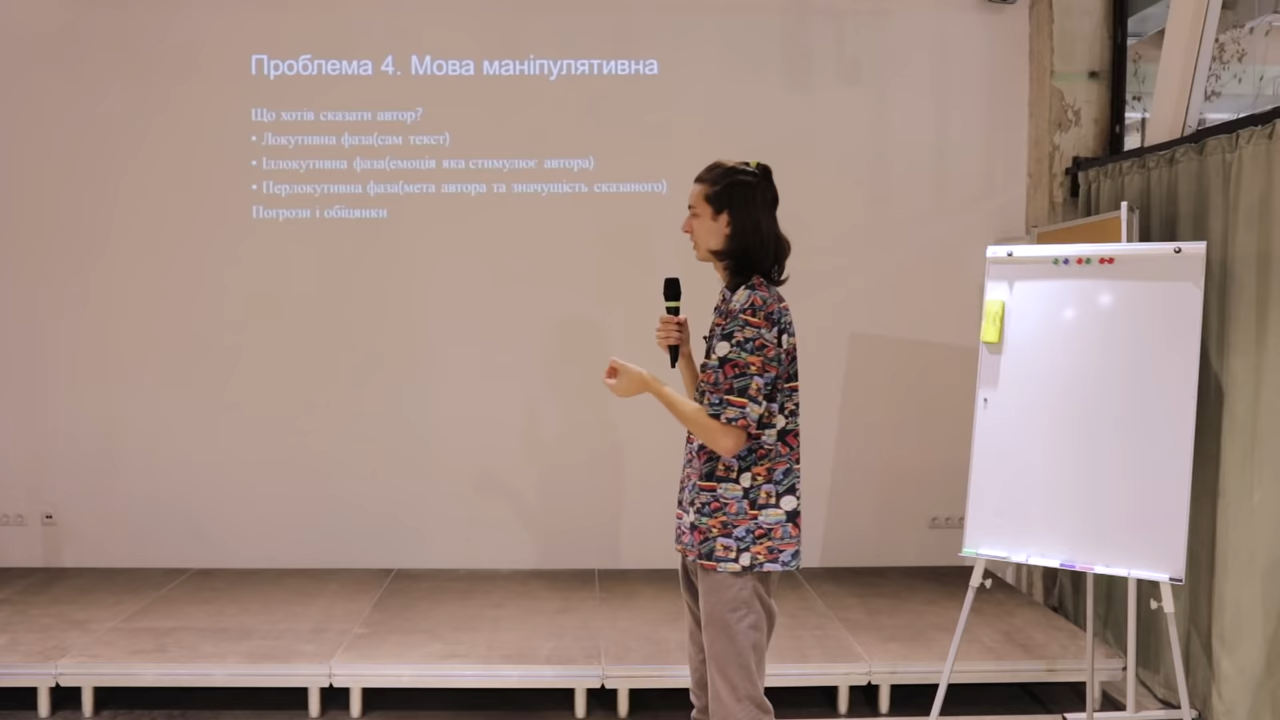 Проблема 4. Мова маніпулятивна
Що хотів сказати автор?
• Локутивна фаза(сам текст)
• Іллокутивна фаза(емоція яка стимулює автора)
• Перлокутивна фаза(мета автора та значущість сказаного)
Погрози і обіцянки